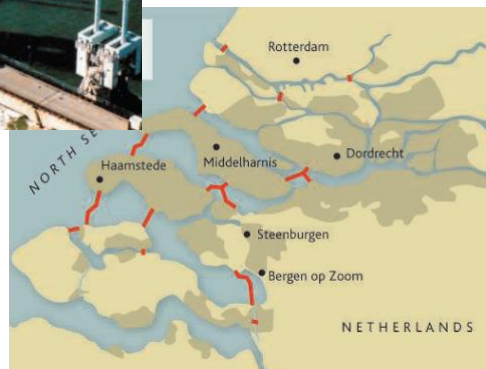 Rotterdam
NORTH SE
Haamstede
Middelharnis
Dordrecht
Steenburgen
Bergen op Zoom
NETHERLANDS